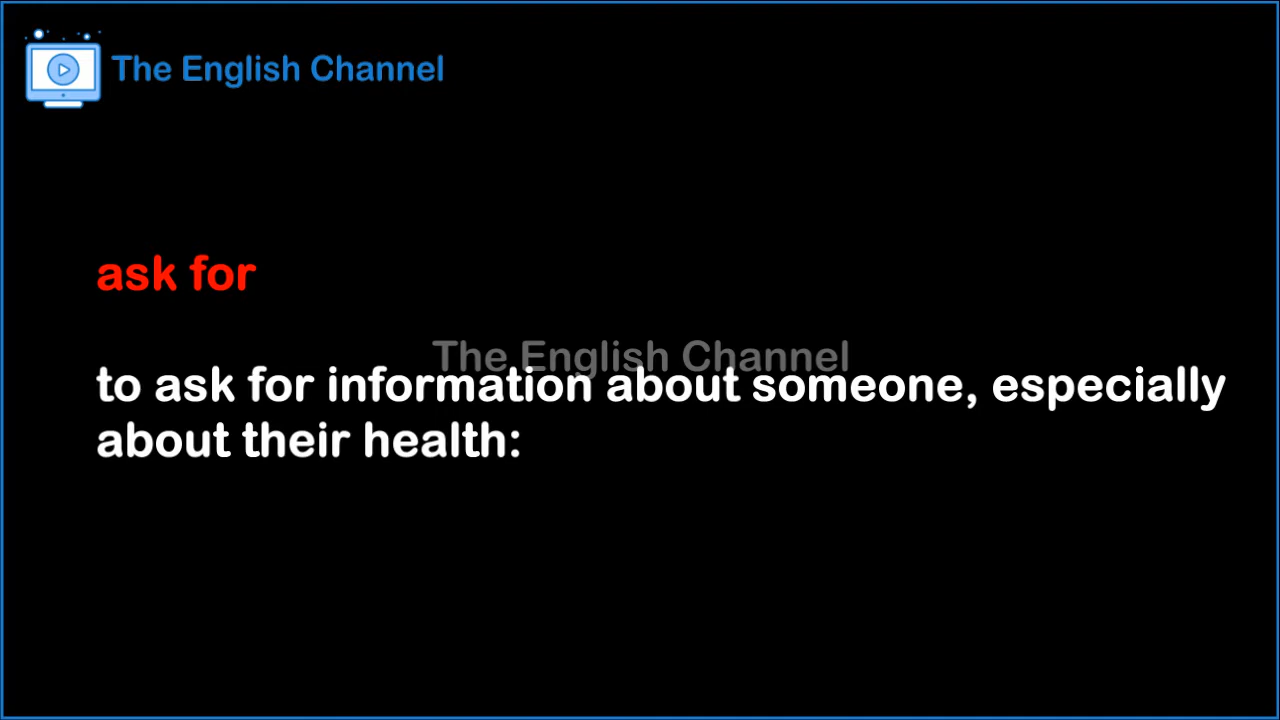 The English Channel
ask for
The English Channel
to ask for information about someone, especially
about their health: